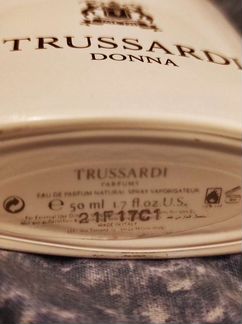 TRUSSARDI
DONNA
TRUSSARDI
PARFUMS
EAU DE PARFUM NATURAL SPRAY VAPORISATEUR
℮ 50 ml 1.7 fl.oz U.S.
21F17C1
MADE IN ITALY